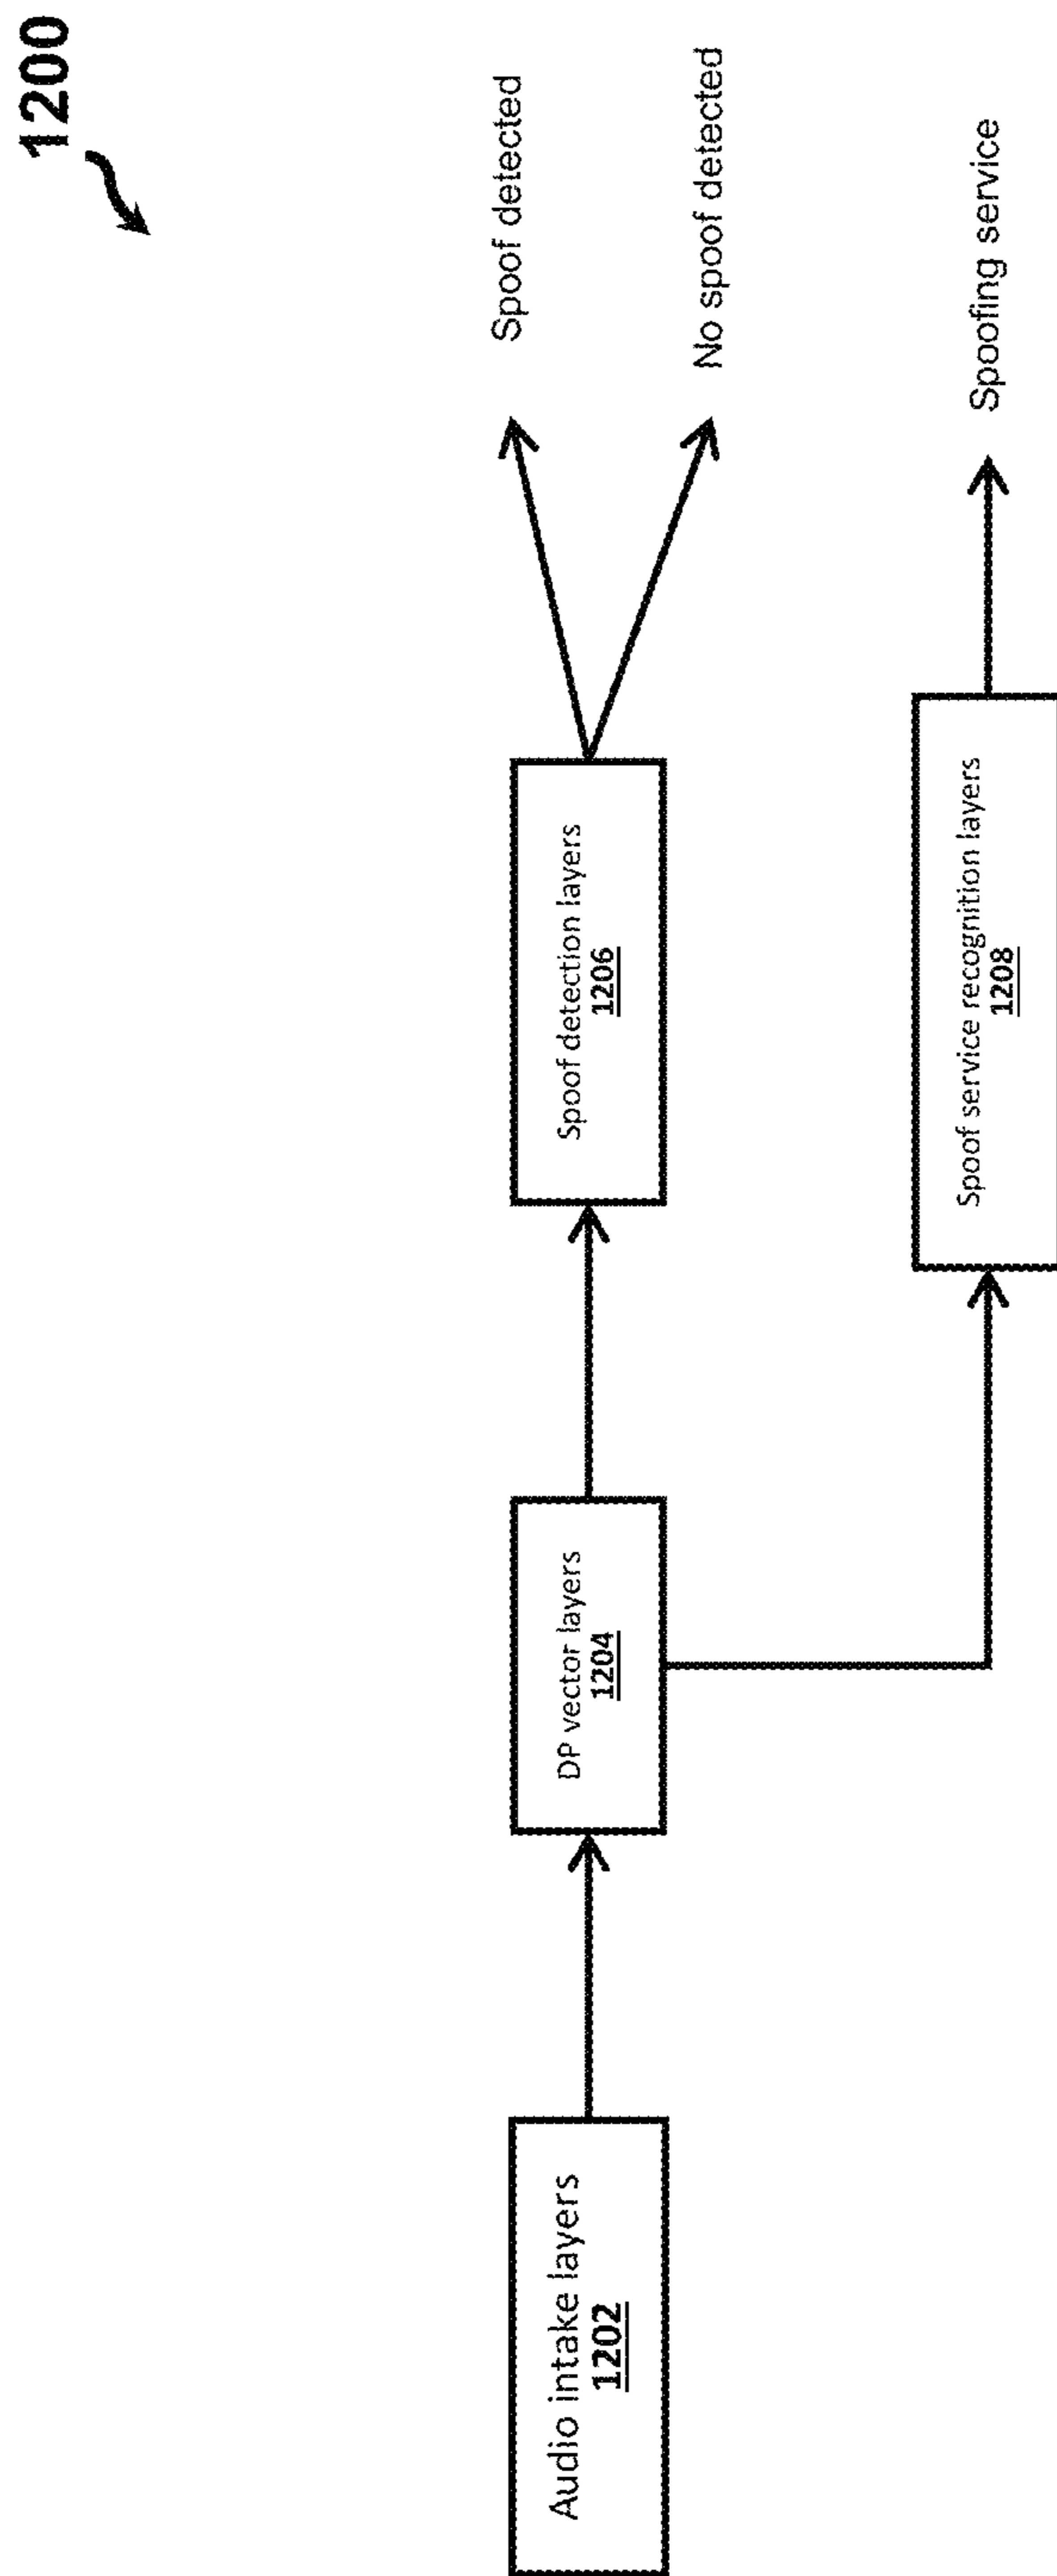 1200
Audio intake layers
1202
DP vector layers
1204
Spoof detection layers
1206
Spoof detected
No spoof detected
Spoof service recognition layers
1208
Spoofing service